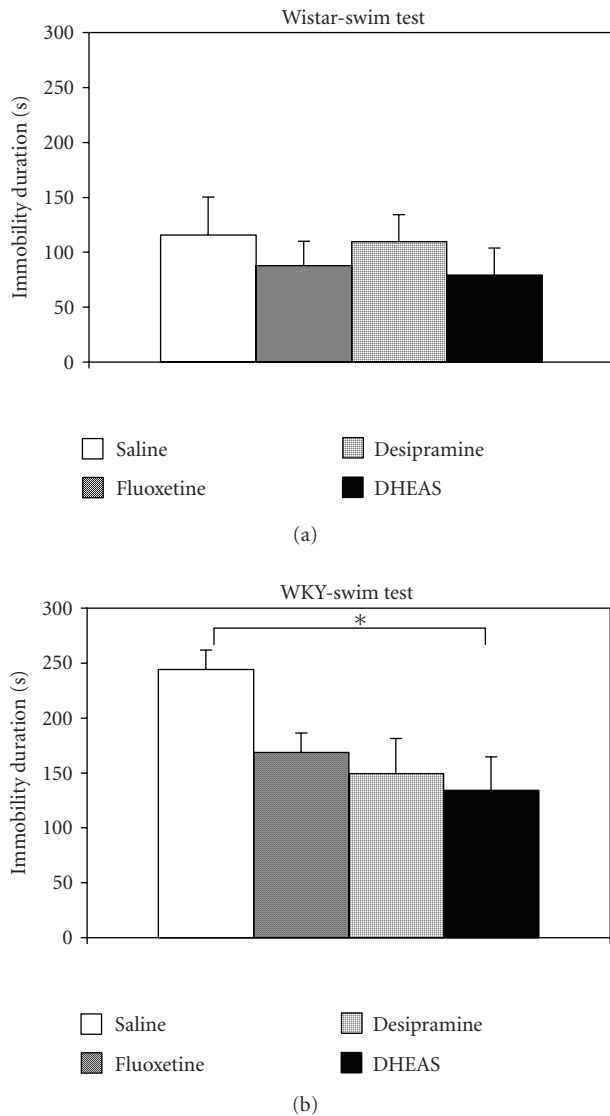 Wistar-swim test
300
250
200
150
100
50
0
Immobility duration (s)
Saline
Desipramine
Fluoxetine
DHEAS
(a)
WKY-swim test
300
250
200
150
100
50
0
Immobility duration (s)
*
Saline
Desipramine
Fluoxetine
DHEAS
(b)